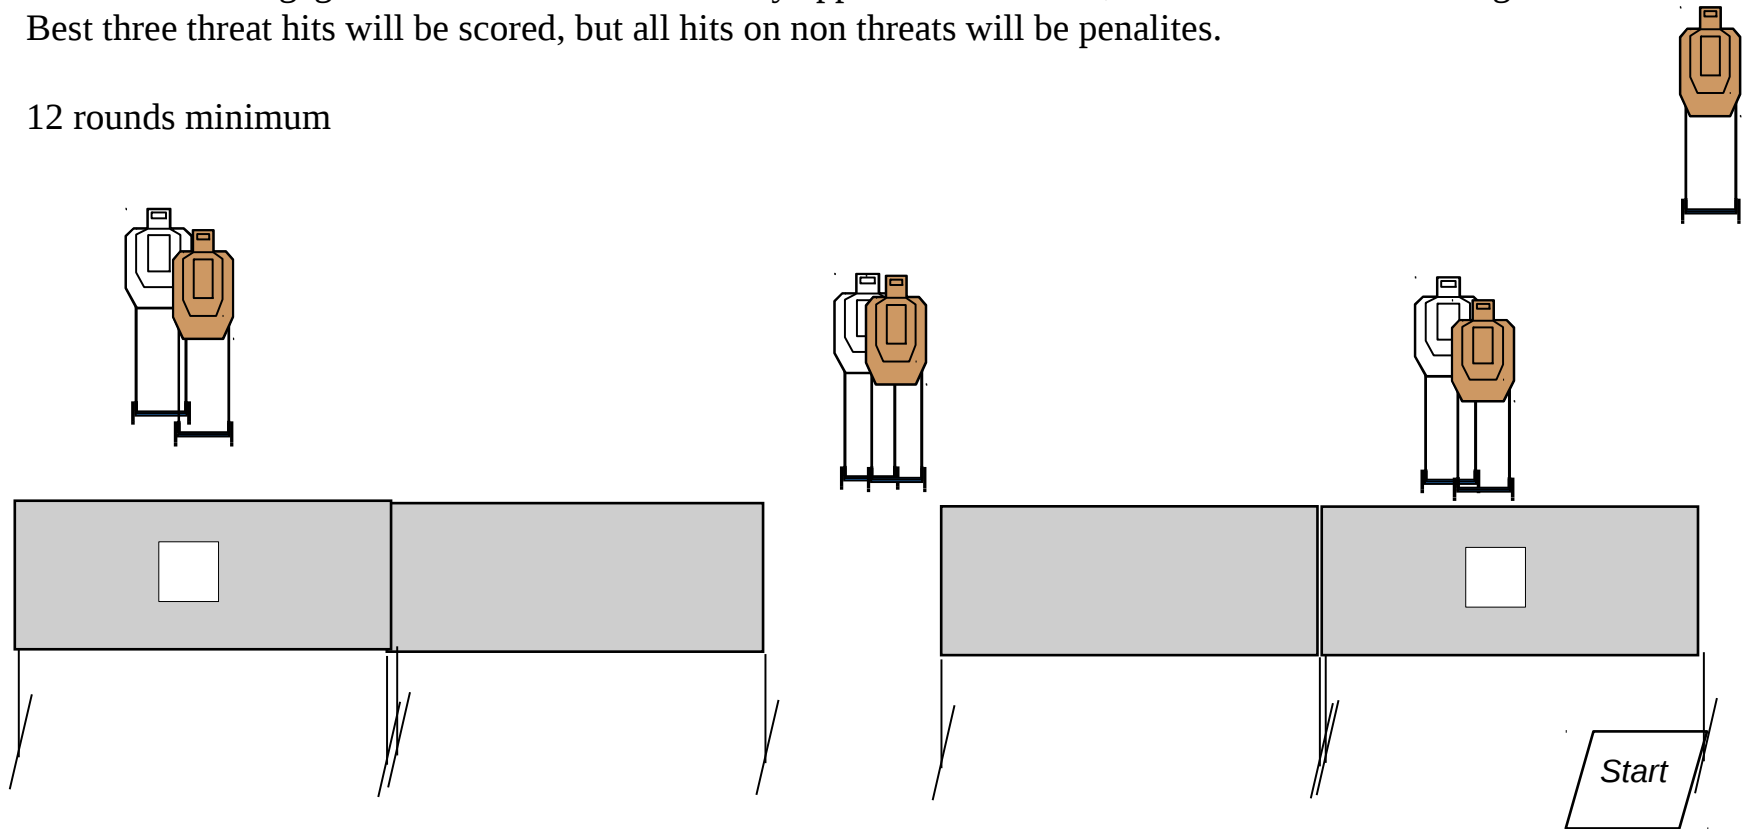 Best three threat hits will be scored, but all hits on non threats will be penalites.
12 rounds minimum
Start